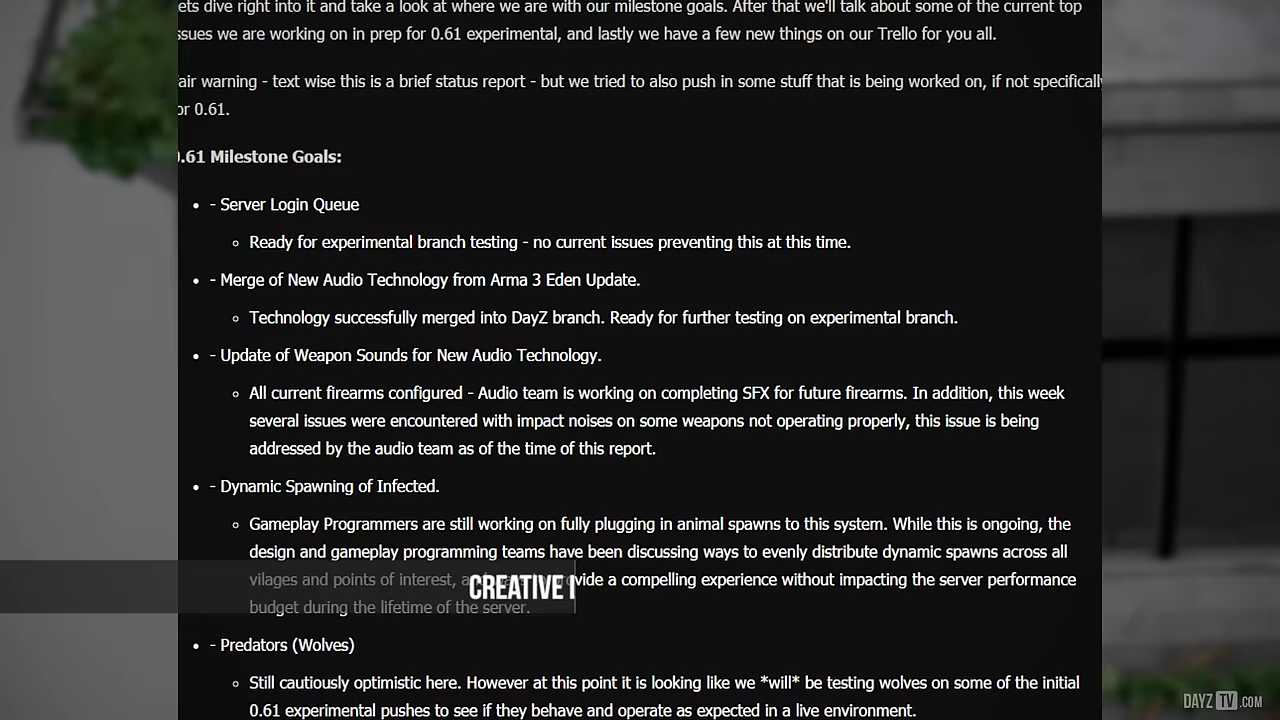 ets dive right into it and take a look at where we are with our milestone goals. After that we'll talk about some of the current top
ssues we are working on in prep for 0.61 experimental, and lastly we have a few new things on our Trello for you all.
air warning - text wise this is a brief status report - but we tried to also push in some stuff that is being worked on, if not specifically
or 0.61.
0.61 Milestone Goals:
- Server Login Queue
Ready for experimental branch testing - no current issues preventing this at this time.
- Merge of New Audio Technology from Arma 3 Eden Update.
Technology successfully merged into DayZ branch. Ready for further testing on experimental branch.
- Update of Weapon Sounds for New Audio Technology.
All current firearms configured - Audio team is working on completing SFX for future firearms. In addition, this week
several issues were encountered with impact noises on some weapons not operating properly, this issue is being
addressed by the audio team as of the time of this report.
- Dynamic Spawning of Infected.
Gameplay Programmers are still working on fully plugging in animal spawns to this system. While this is ongoing, the
design and gameplay programming teams have been discussing ways to evenly distribute dynamic spawns across all
vilages and points of interest, vide a compelling experience without impacting the server performance
CREATIVE
budget during the lifetime of the server.
- Predators (Wolves)
Still cautiously optimistic here. However at this point it is looking like we *will* be testing wolves on some of the initial
0.61 experimental pushes to see if they behave and operate as expected in a live environment.
DAYZ TV .COM